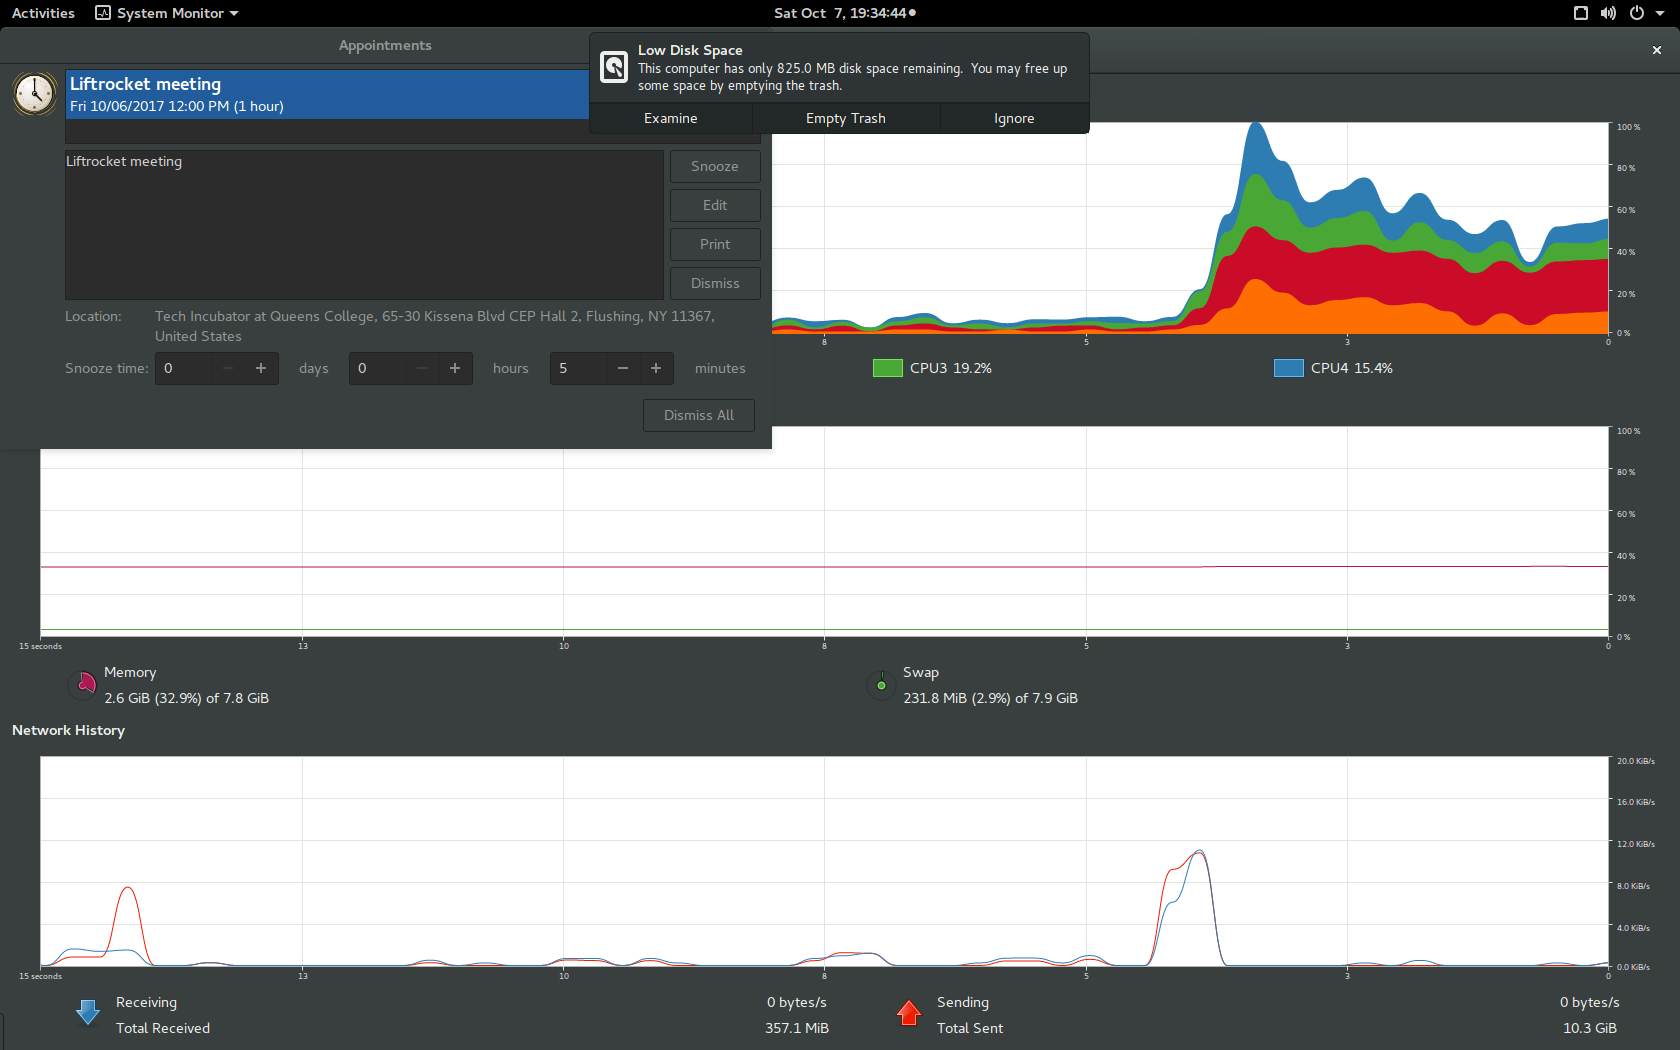 Activities System Monitor Sat Oct 7, 19:34:44
Appointments
Low Disk Space
This computer has only 825.0 MB disk space remaining. You may free up
some space by emptying the trash.
Examine Empty Trash Ignore
Liftrocket meeting
Fri 10/06/2017 12:00 PM (1 hour)
Liftrocket meeting
Snooze
Edit
Print
Dismiss
Location: Tech Incubator at Queens College, 65-30 Kissena Blvd CEP Hall 2, Flushing, NY 11367,
United States
Snooze time: 0 days 0 hours 5 minutes
Dismiss All
100 %
80 %
60 %
40 %
20 %
0 %
8 5 3 0
CPU3 19.2% CPU4 15.4%
100 %
80 %
60 %
40 %
20 %
0 %
15 seconds 13 10 8 5 3 0
Memory
2.6 GiB (32.9%) of 7.8 GiB
Swap
231.8 MiB (2.9%) of 7.9 GiB
Network History
20.0 KiB/s
16.0 KiB/s
12.0 KiB/s
8.0 KiB/s
4.0 KiB/s
0.0 KiB/s
15 seconds 13 10 8 5 3 0
Receiving 0 bytes/s
Total Received 357.1 MiB
Sending 0 bytes/s
Total Sent 10.3 GiB